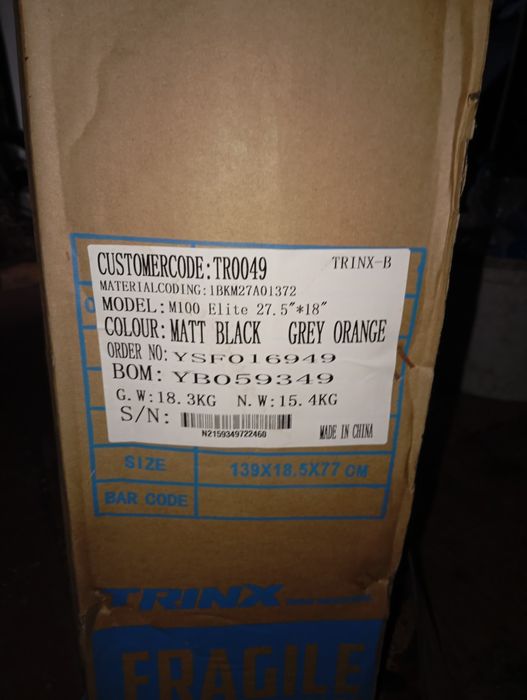 CUSTOMERCODE:TR0049 TRINX-B
MATERIALCODING:1BKM27A01372
MODEL:M100 Elite 27.5"*18"
COLOUR:MATT BLACK GREY ORANGE
ORDER NO:YSF016949
BOM:YB059349
G.W:18.3KG N.W:15.4KG
S/N:
N2159349722460
MADE IN CHINA
SIZE 139X18.5X77 CM
BAR CODE
TRINX
FRAGILE